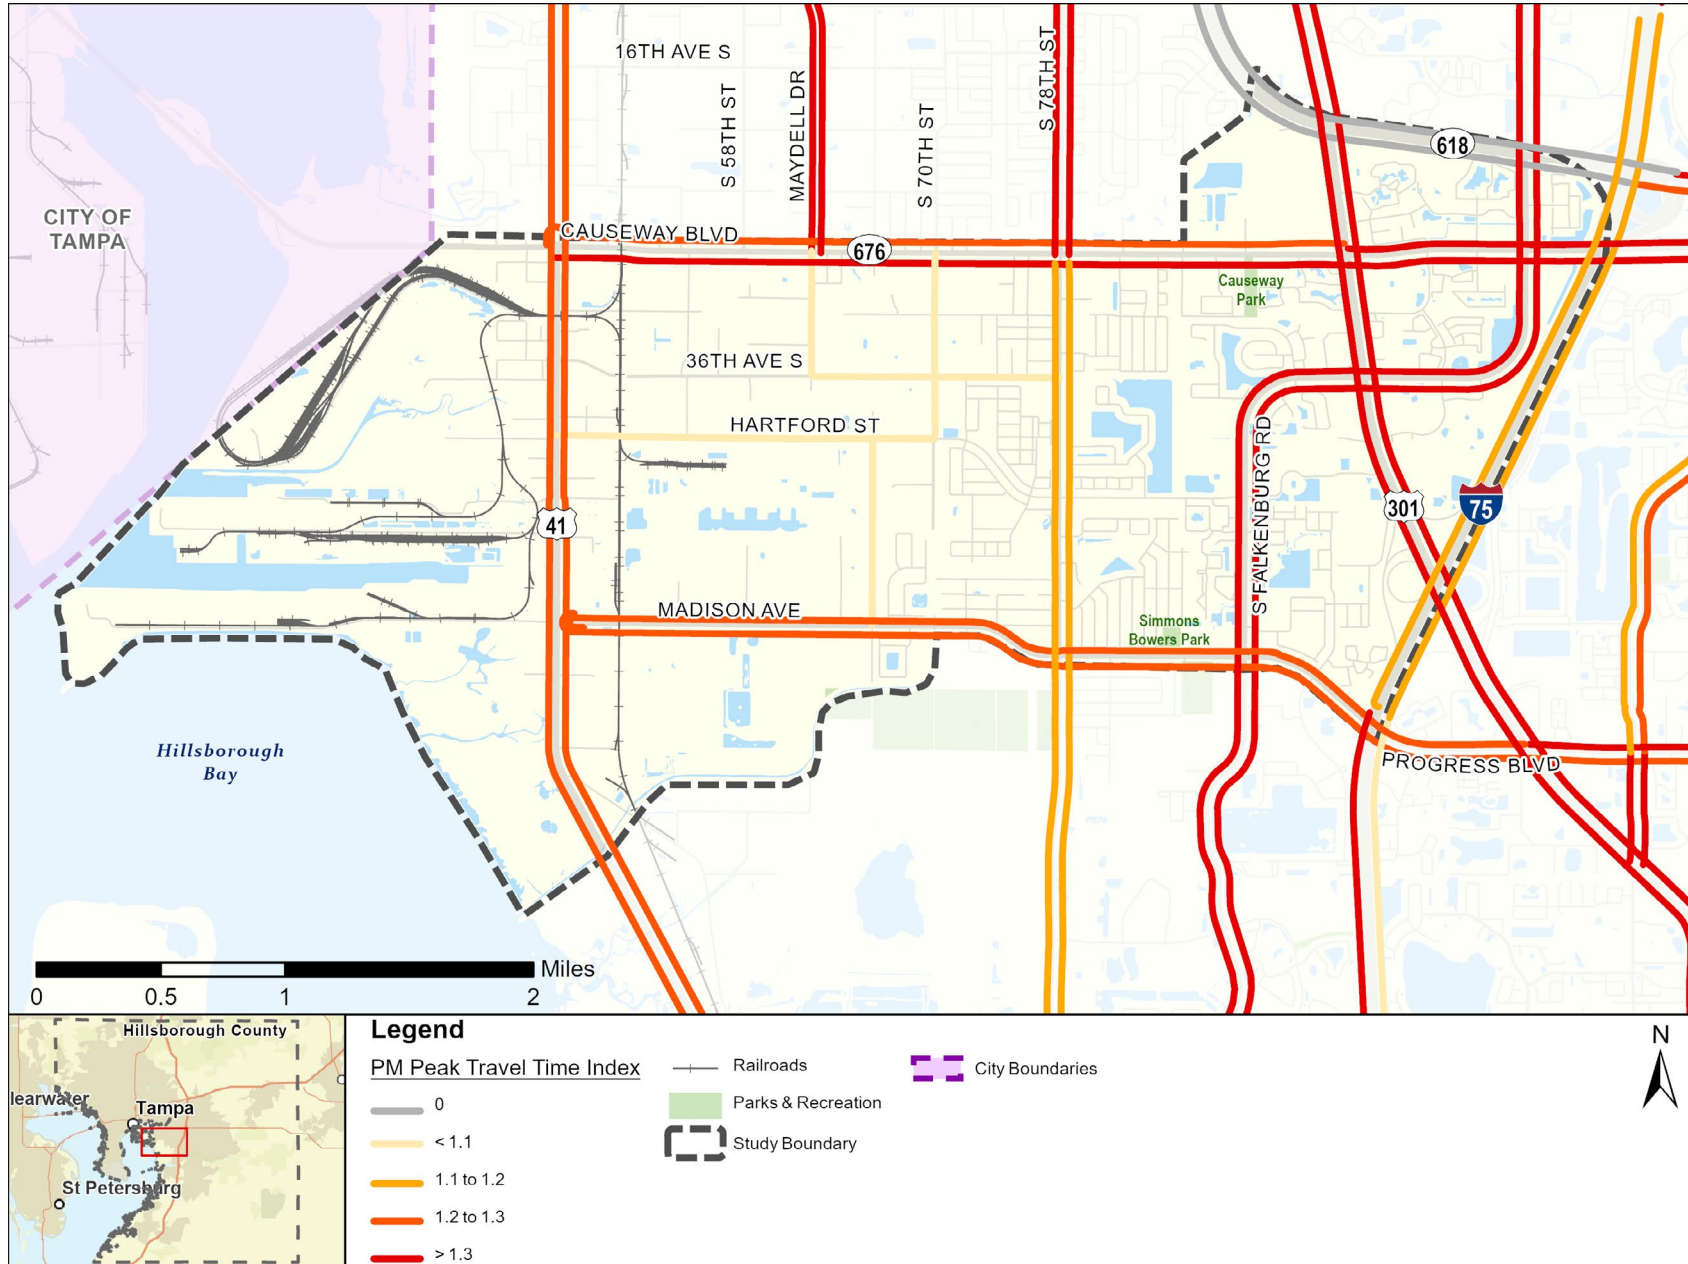 16TH AVE S
S 58TH ST
MAYDELL DR
S 70TH ST
S 78TH ST
618
CITY OF
TAMPA
CAUSEWAY BLVD
676
Causeway
Park
36TH AVE S
HARTFORD ST
S FALKENBURG RD
301
75
41
MADISON AVE
Simmons
Bowers Park
Hillsborough
Bay
PROGRESS BLVD
Miles
0 0.5 1 2
Hillsborough County
learwater
Tampa
St Petersburg
Legend
PM Peak Travel Time Index
0
< 1.1
1.1 to 1.2
1.2 to 1.3
> 1.3
Railroads
Parks & Recreation
Study Boundary
City Boundaries
N